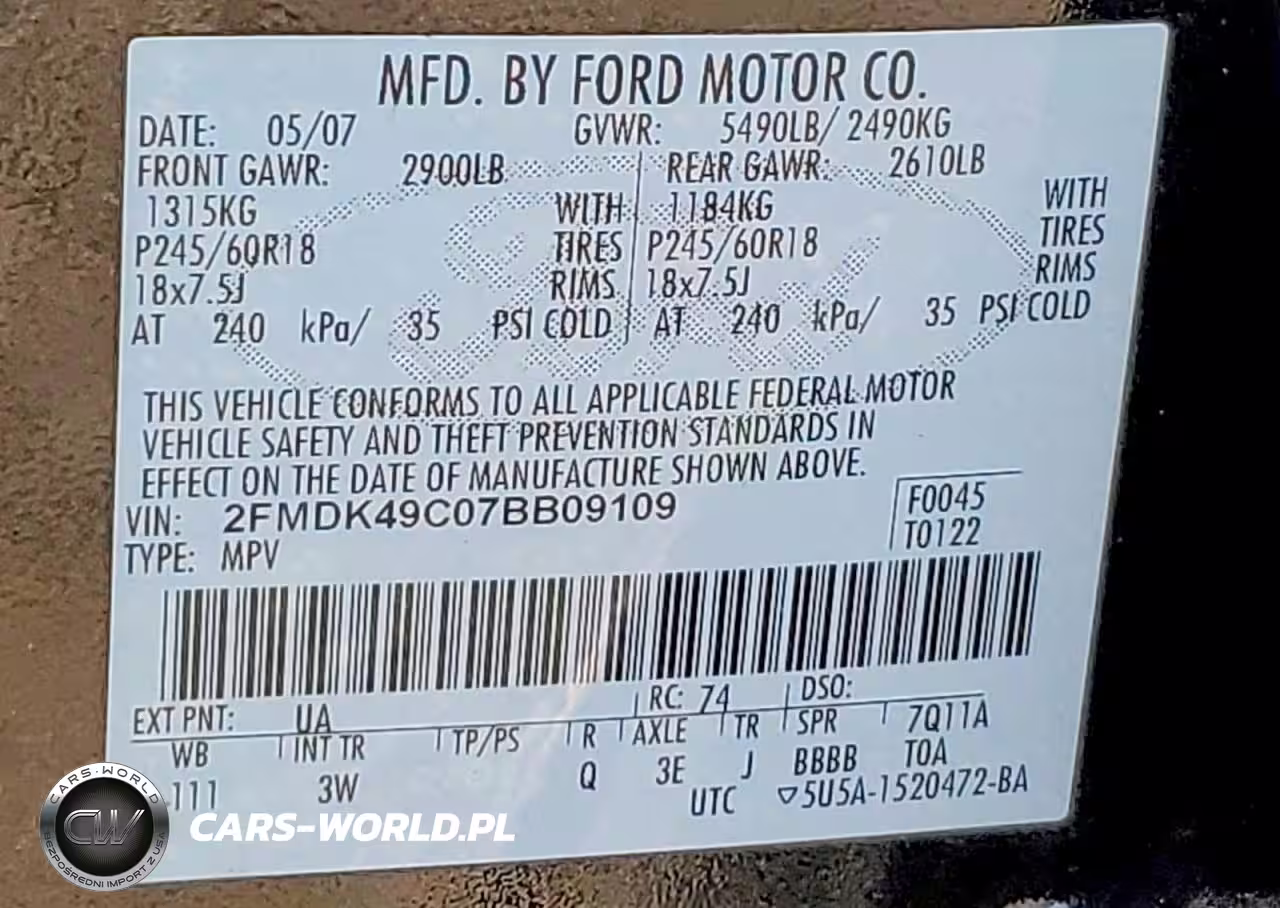 MFD. BY FORD MOTOR CO.
DATE: 05/07 GVWR: 5490LB/ 2490KG
FRONT GAWR: 2900LB REAR GAWR: 2610LB
1315KG WITH 1184KG WITH
P245/60R18 TIRES P245/60R18 TIRES
18x7.5J RIMS 18x7.5J RIMS
AT 240 kPa/ 35 PSI COLD AT 240 kPa/ 35 PSI COLD
THIS VEHICLE CONFORMS TO ALL APPLICABLE FEDERAL MOTOR
VEHICLE SAFETY AND THEFT PREVENTION STANDARDS IN
EFFECT ON THE DATE OF MANUFACTURE SHOWN ABOVE.
VIN: 2FMDK49C07BB09109 F0045
TYPE: MPV T0122
EXT PNT: UA RC: 74 DSO:
WB INT TR TP/PS R AXLE TR SPR 7Q11A
111 3W Q 3E J BBBB T0A
UTC ▽5U5A-1520472-BA
CARS-WORLD
CW
BEZPOŚREDNI IMPORT Z USA
CARS-WORLD.PL